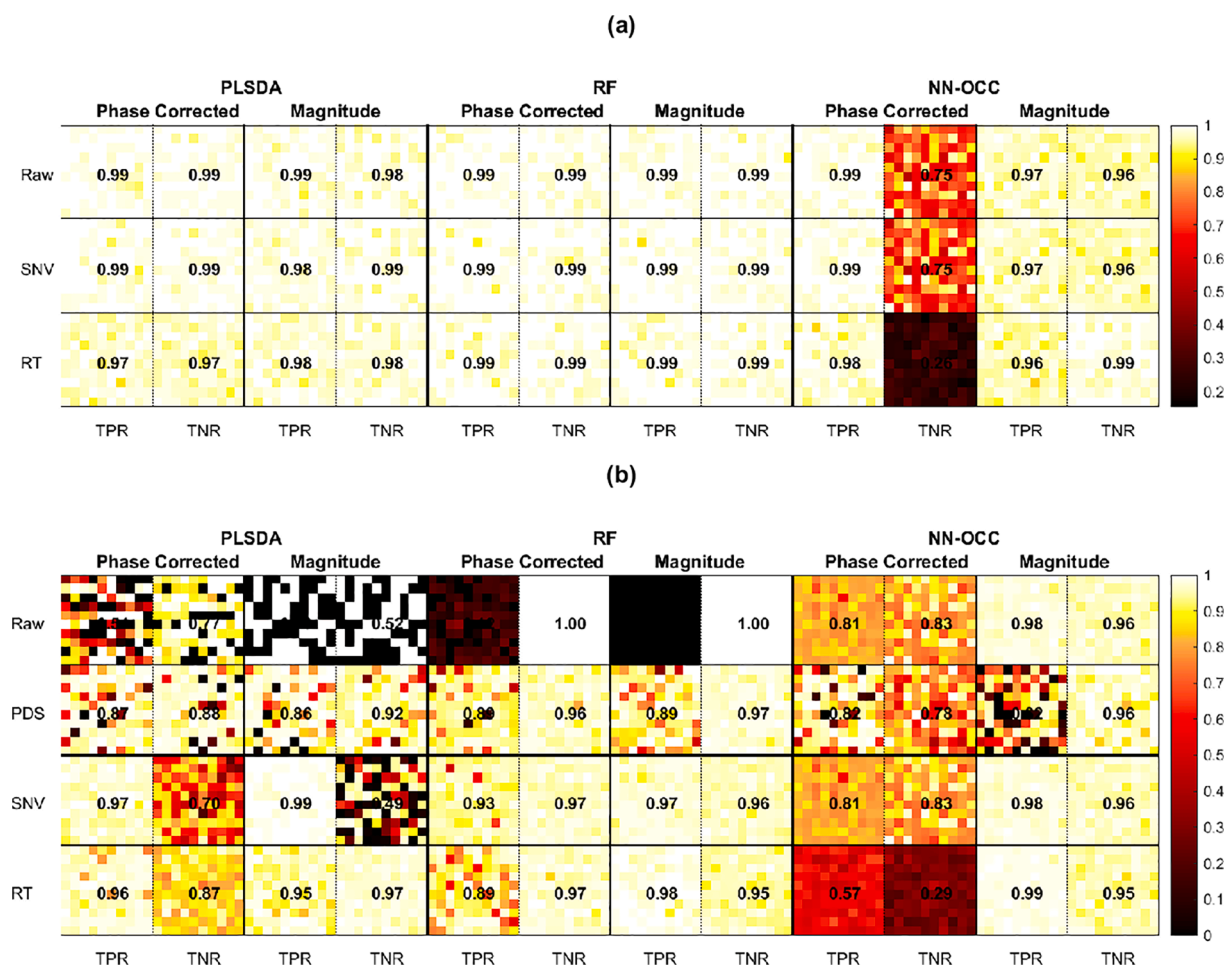 (a)
PLSDA RF NN-OCC
Phase Corrected Magnitude Phase Corrected Magnitude Phase Corrected Magnitude
Raw 0.99 0.99 0.99 0.98 0.99 0.99 0.99 0.99 0.99 0.75 0.97 0.96
SNV 0.99 0.99 0.98 0.99 0.99 0.99 0.99 0.99 0.99 0.75 0.97 0.96
RT 0.97 0.97 0.98 0.98 0.99 0.99 0.99 0.99 0.98 0.26 0.96 0.99
TPR TNR TPR TNR TPR TNR TPR TNR TPR TNR TPR TNR
1
0.9
0.8
0.7
0.6
0.5
0.4
0.3
0.2
(b)
PLSDA RF NN-OCC
Phase Corrected Magnitude Phase Corrected Magnitude Phase Corrected Magnitude
Raw 0.77 0.52 1.00 1.00 0.81 0.83 0.98 0.96
PDS 0.87 0.88 0.86 0.92 0.96 0.89 0.97 0.82 0.78 0.96
SNV 0.97 0.70 0.99 0.49 0.93 0.97 0.97 0.96 0.81 0.83 0.98 0.96
RT 0.96 0.87 0.95 0.97 0.89 0.97 0.98 0.95 0.57 0.29 0.99 0.95
TPR TNR TPR TNR TPR TNR TPR TNR TPR TNR TPR TNR
1
0.9
0.8
0.7
0.6
0.5
0.4
0.3
0.2
0.1
0